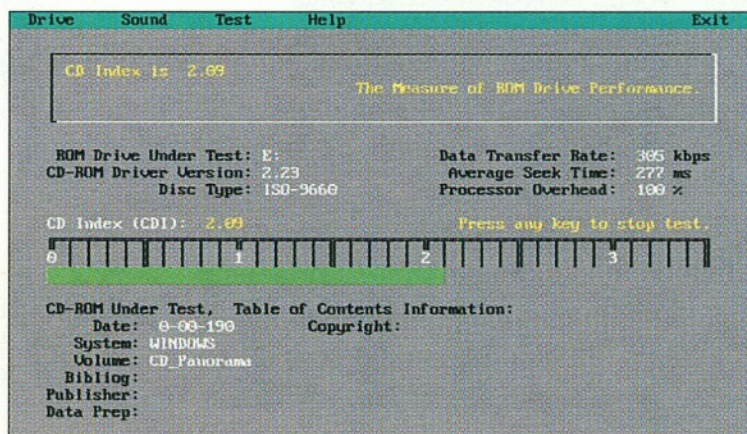 Drive Sound Test Help Exit
CD Index is 2.09
The Measure of ROM Drive Performance.
ROM Drive Under Test: E: Data Transfer Rate: 305 kbps
CD-ROM Driver Version: 2.23 Average Seek Time: 277 ms
Disc Type: ISO-9660 Processor Overhead: 100 %
CD Index (CDI): 2.09 Press any key to stop test.
0 1 2 3
CD-ROM Under Test, Table of Contents Information:
Date: 0-00-190 Copyright:
System: WINDOWS
Volume: CD_Panorama
Bibliog:
Publisher:
Data Prep: